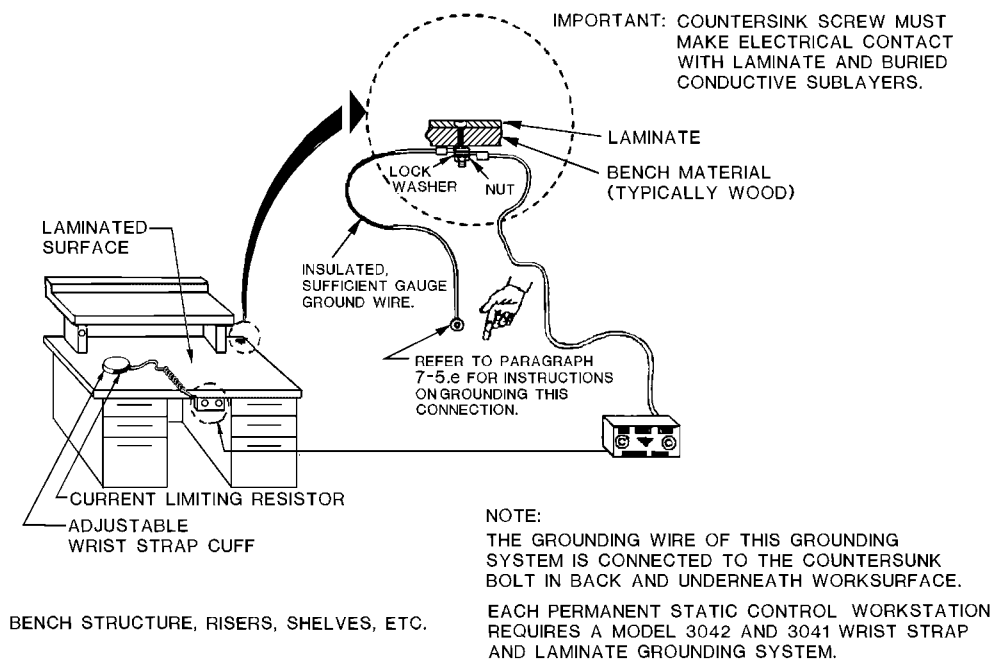 IMPORTANT: COUNTERSINK SCREW MUST
MAKE ELECTRICAL CONTACT
WITH LAMINATE AND BURIED
CONDUCTIVE SUBLAYERS.
LAMINATE
BENCH MATERIAL
(TYPICALLY WOOD)
LOCK
WASHER
NUT
LAMINATED
SURFACE
INSULATED,
SUFFICIENT GAUGE
GROUND WIRE.
REFER TO PARAGRAPH
7-5.e FOR INSTRUCTIONS
ON GROUNDING THIS
CONNECTION.
CURRENT LIMITING RESISTOR
ADJUSTABLE
WRIST STRAP CUFF
NOTE:
THE GROUNDING WIRE OF THIS GROUNDING
SYSTEM IS CONNECTED TO THE COUNTERSUNK
BOLT IN BACK AND UNDERNEATH WORKSURFACE.
EACH PERMANENT STATIC CONTROL WORKSTATION
REQUIRES A MODEL 3042 AND 3041 WRIST STRAP
AND LAMINATE GROUNDING SYSTEM.
BENCH STRUCTURE, RISERS, SHELVES, ETC.